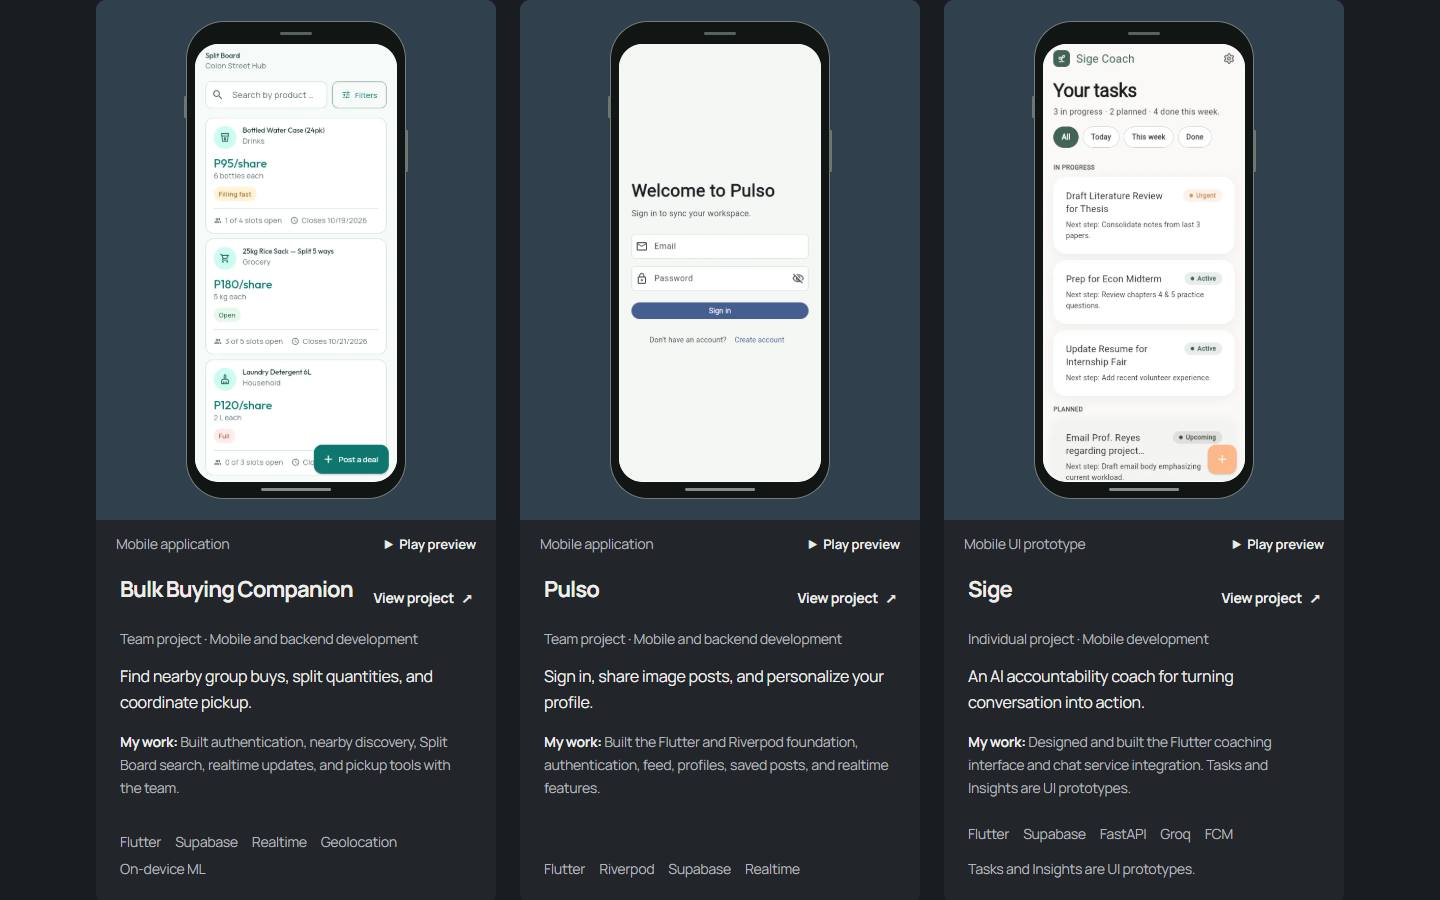 Split Board
Colon Street Hub
Search by product ...
Filters
Bottled Water Case (24pk)
Drinks
P95/share
6 bottles each
Filling fast
1 of 4 slots open
Closes 10/19/2026
25kg Rice Sack — Split 5 ways
Grocery
P180/share
5 kg each
Open
3 of 5 slots open
Closes 10/21/2026
Laundry Detergent 6L
Household
P120/share
2 L each
Full
0 of 3 slots open
Clo
+ Post a deal
Mobile application
Play preview
Bulk Buying Companion
View project ↗
Team project · Mobile and backend development
Find nearby group buys, split quantities, and
coordinate pickup.
My work: Built authentication, nearby discovery, Split
Board search, realtime updates, and pickup tools with
the team.
Flutter Supabase Realtime Geolocation
On-device ML
Welcome to Pulso
Sign in to sync your workspace.
Email
Password
Sign in
Don't have an account? Create account
Mobile application
Play preview
Pulso
View project ↗
Team project · Mobile and backend development
Sign in, share image posts, and personalize your
profile.
My work: Built the Flutter and Riverpod foundation,
authentication, feed, profiles, saved posts, and realtime
features.
Flutter Riverpod Supabase Realtime
Sige Coach
Your tasks
3 in progress · 2 planned · 4 done this week.
All
Today
This week
Done
IN PROGRESS
Draft Literature Review
for Thesis
Urgent
Next step: Consolidate notes from last 3
papers.
Prep for Econ Midterm
Active
Next step: Review chapters 4 & 5 practice
questions.
Update Resume for
Internship Fair
Active
Next step: Add recent volunteer experience.
PLANNED
Email Prof. Reyes
regarding project...
Upcoming
Next step: Draft email body emphasizing
current workload.
+
Mobile UI prototype
Play preview
Sige
View project ↗
Individual project · Mobile development
An AI accountability coach for turning
conversation into action.
My work: Designed and built the Flutter coaching
interface and chat service integration. Tasks and
Insights are UI prototypes.
Flutter Supabase FastAPI Groq FCM
Tasks and Insights are UI prototypes.